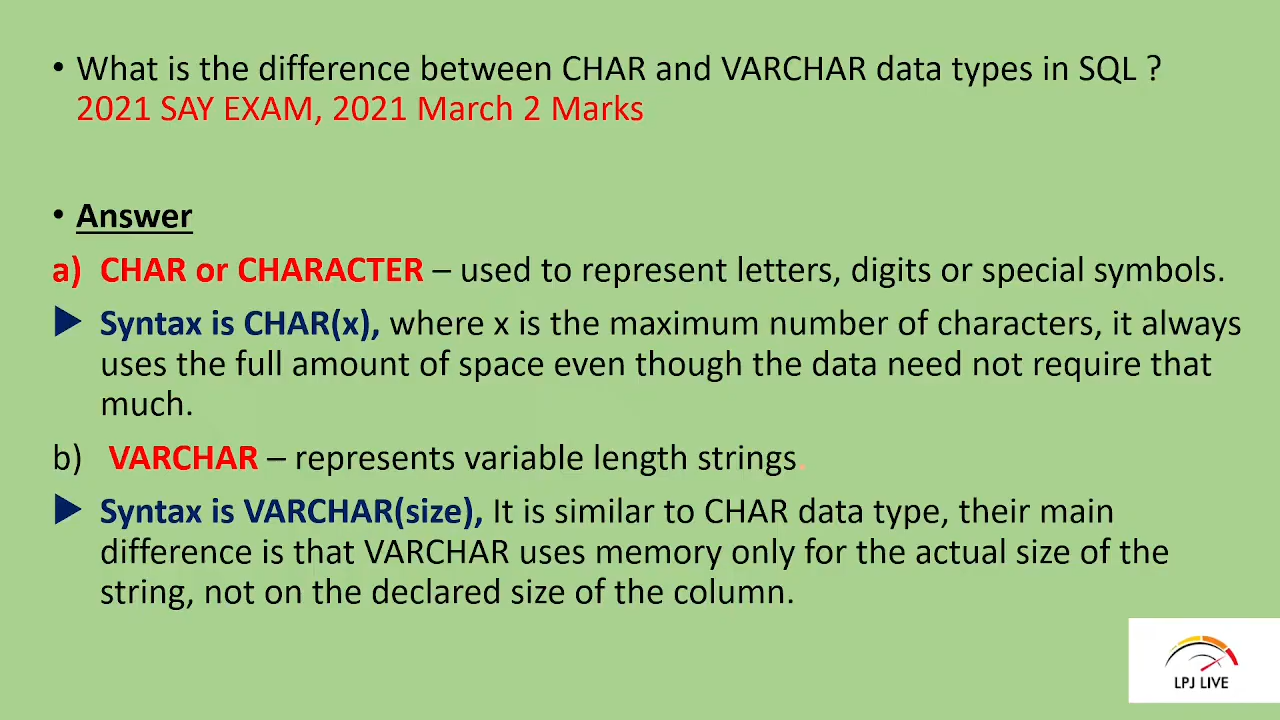 • What is the difference between CHAR and VARCHAR data types in SQL ?
2021 SAY EXAM, 2021 March 2 Marks
• Answer
a) CHAR or CHARACTER – used to represent letters, digits or special symbols.
▶ Syntax is CHAR(x), where x is the maximum number of characters, it always
uses the full amount of space even though the data need not require that
much.
b) VARCHAR – represents variable length strings.
▶ Syntax is VARCHAR(size), It is similar to CHAR data type, their main
difference is that VARCHAR uses memory only for the actual size of the
string, not on the declared size of the column.
LPJ LIVE